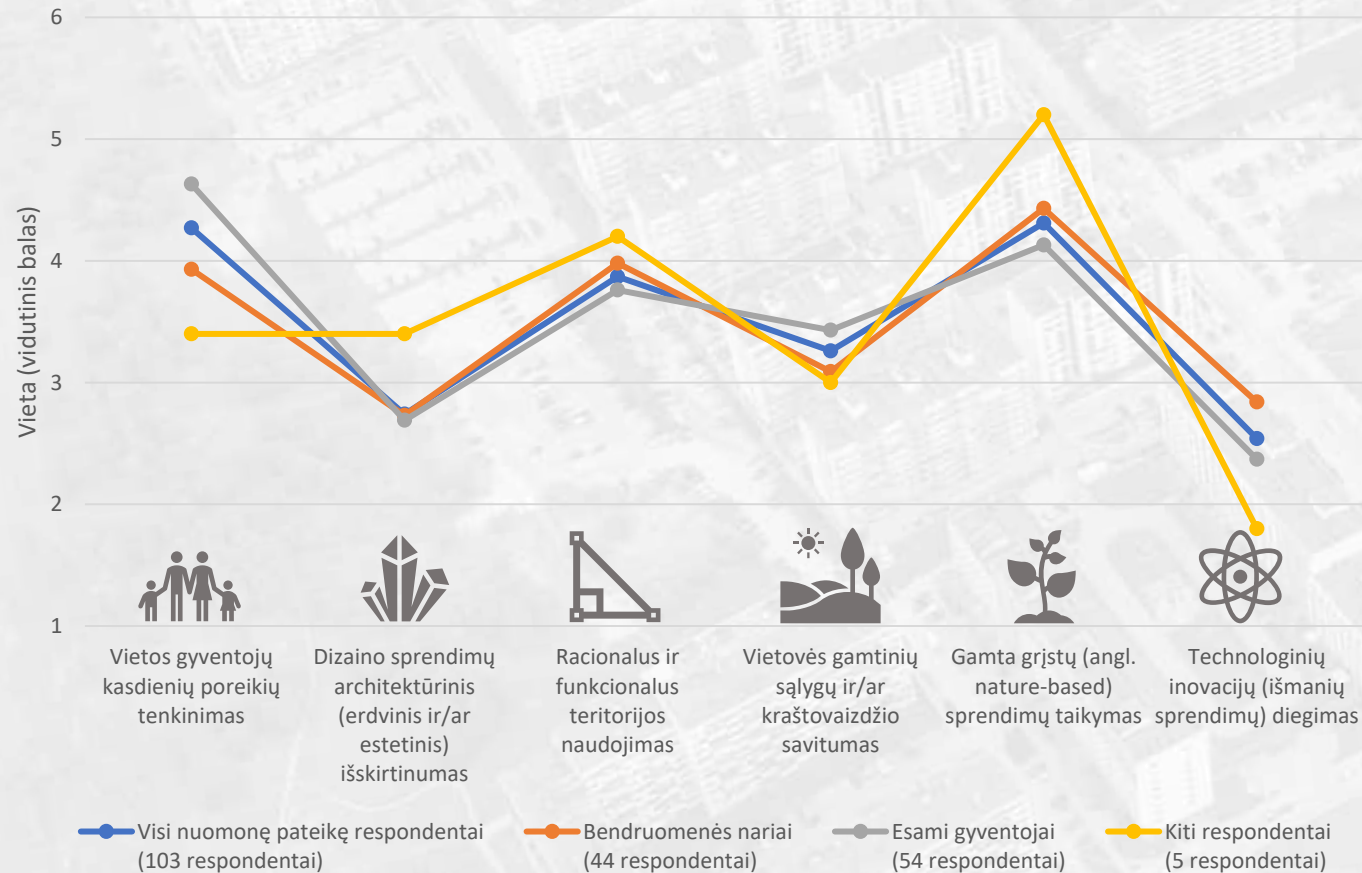 6
5
4
3
2
1
Vieta (vidutinis balas)
Vietos gyventojų
kasdienių poreikių
tenkinimas
Dizaino sprendimų
architektūrinis
(erdvinis ir/ar
estetinis)
išskirtinumas
Racionalus ir
funkcionalus
teritorijos
naudojimas
Vietovės gamtinių
sąlygų ir/ar
kraštovaizdžio
savitumas
Gamta grįstų (angl.
nature-based)
sprendimų taikymas
Technologinių
inovacijų (išmanių
sprendimų) diegimas
Visi nuomonę pateikę respondentai
(103 respondentai)
Bendruomenės nariai
(44 respondentai)
Esami gyventojai
(54 respondentai)
Kiti respondentai
(5 respondentai)